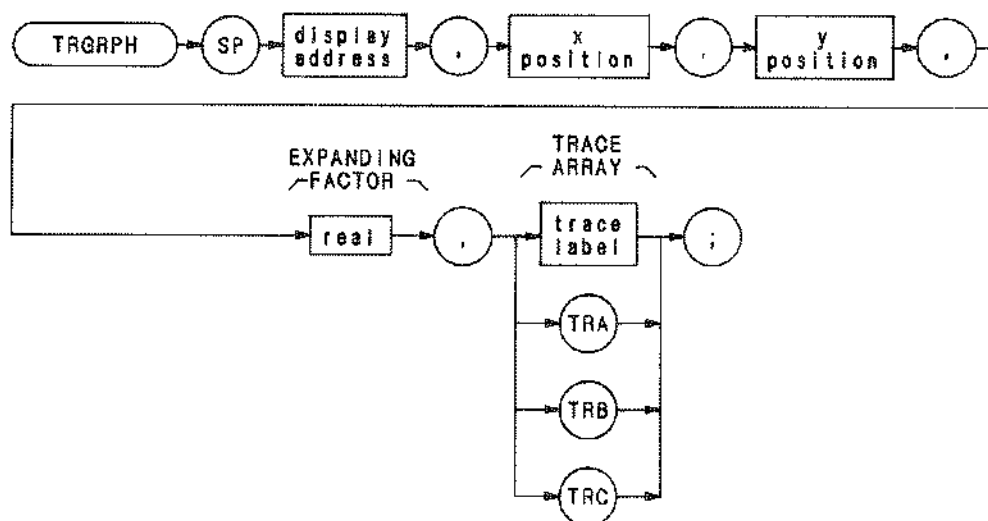 TRGRPH SP display address , x position , y position ,
EXPANDING FACTOR
TRACE ARRAY
real , trace label ;
TRA
TRB
TRC